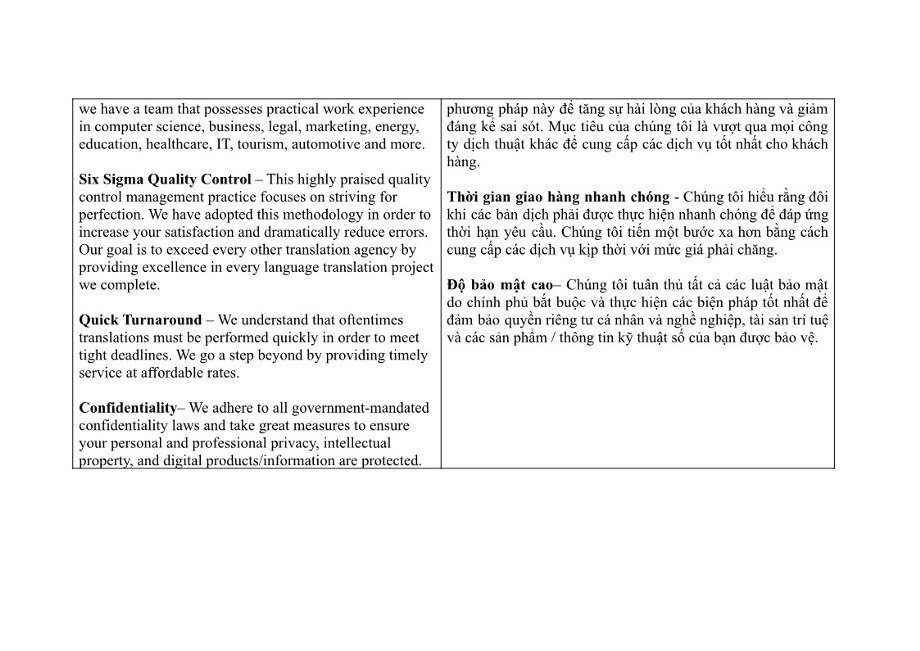 we have a team that possesses practical work experience
in computer science, business, legal, marketing, energy,
education, healthcare, IT, tourism, automotive and more.
Six Sigma Quality Control – This highly praised quality
control management practice focuses on striving for
perfection. We have adopted this methodology in order to
increase your satisfaction and dramatically reduce errors.
Our goal is to exceed every other translation agency by
providing excellence in every language translation project
we complete.
Quick Turnaround – We understand that oftentimes
translations must be performed quickly in order to meet
tight deadlines. We go a step beyond by providing timely
service at affordable rates.
Confidentiality– We adhere to all government-mandated
confidentiality laws and take great measures to ensure
your personal and professional privacy, intellectual
property, and digital products/information are protected.
phương pháp này để tăng sự hài lòng của khách hàng và giảm
đáng kể sai sót. Mục tiêu của chúng tôi là vượt qua mọi công
ty dịch thuật khác để cung cấp các dịch vụ tốt nhất cho khách
hàng.
Thời gian giao hàng nhanh chóng - Chúng tôi hiểu rằng đôi
khi các bản dịch phải được thực hiện nhanh chóng để đáp ứng
thời hạn yêu cầu. Chúng tôi tiến một bước xa hơn bằng cách
cung cấp các dịch vụ kịp thời với mức giá phải chăng.
Độ bảo mật cao– Chúng tôi tuân thủ tất cả các luật bảo mật
do chính phủ bắt buộc và thực hiện các biện pháp tốt nhất để
đảm bảo quyền riêng tư cá nhân và nghề nghiệp, tài sản trí tuệ
và các sản phẩm / thông tin kỹ thuật số của bạn được bảo vệ.